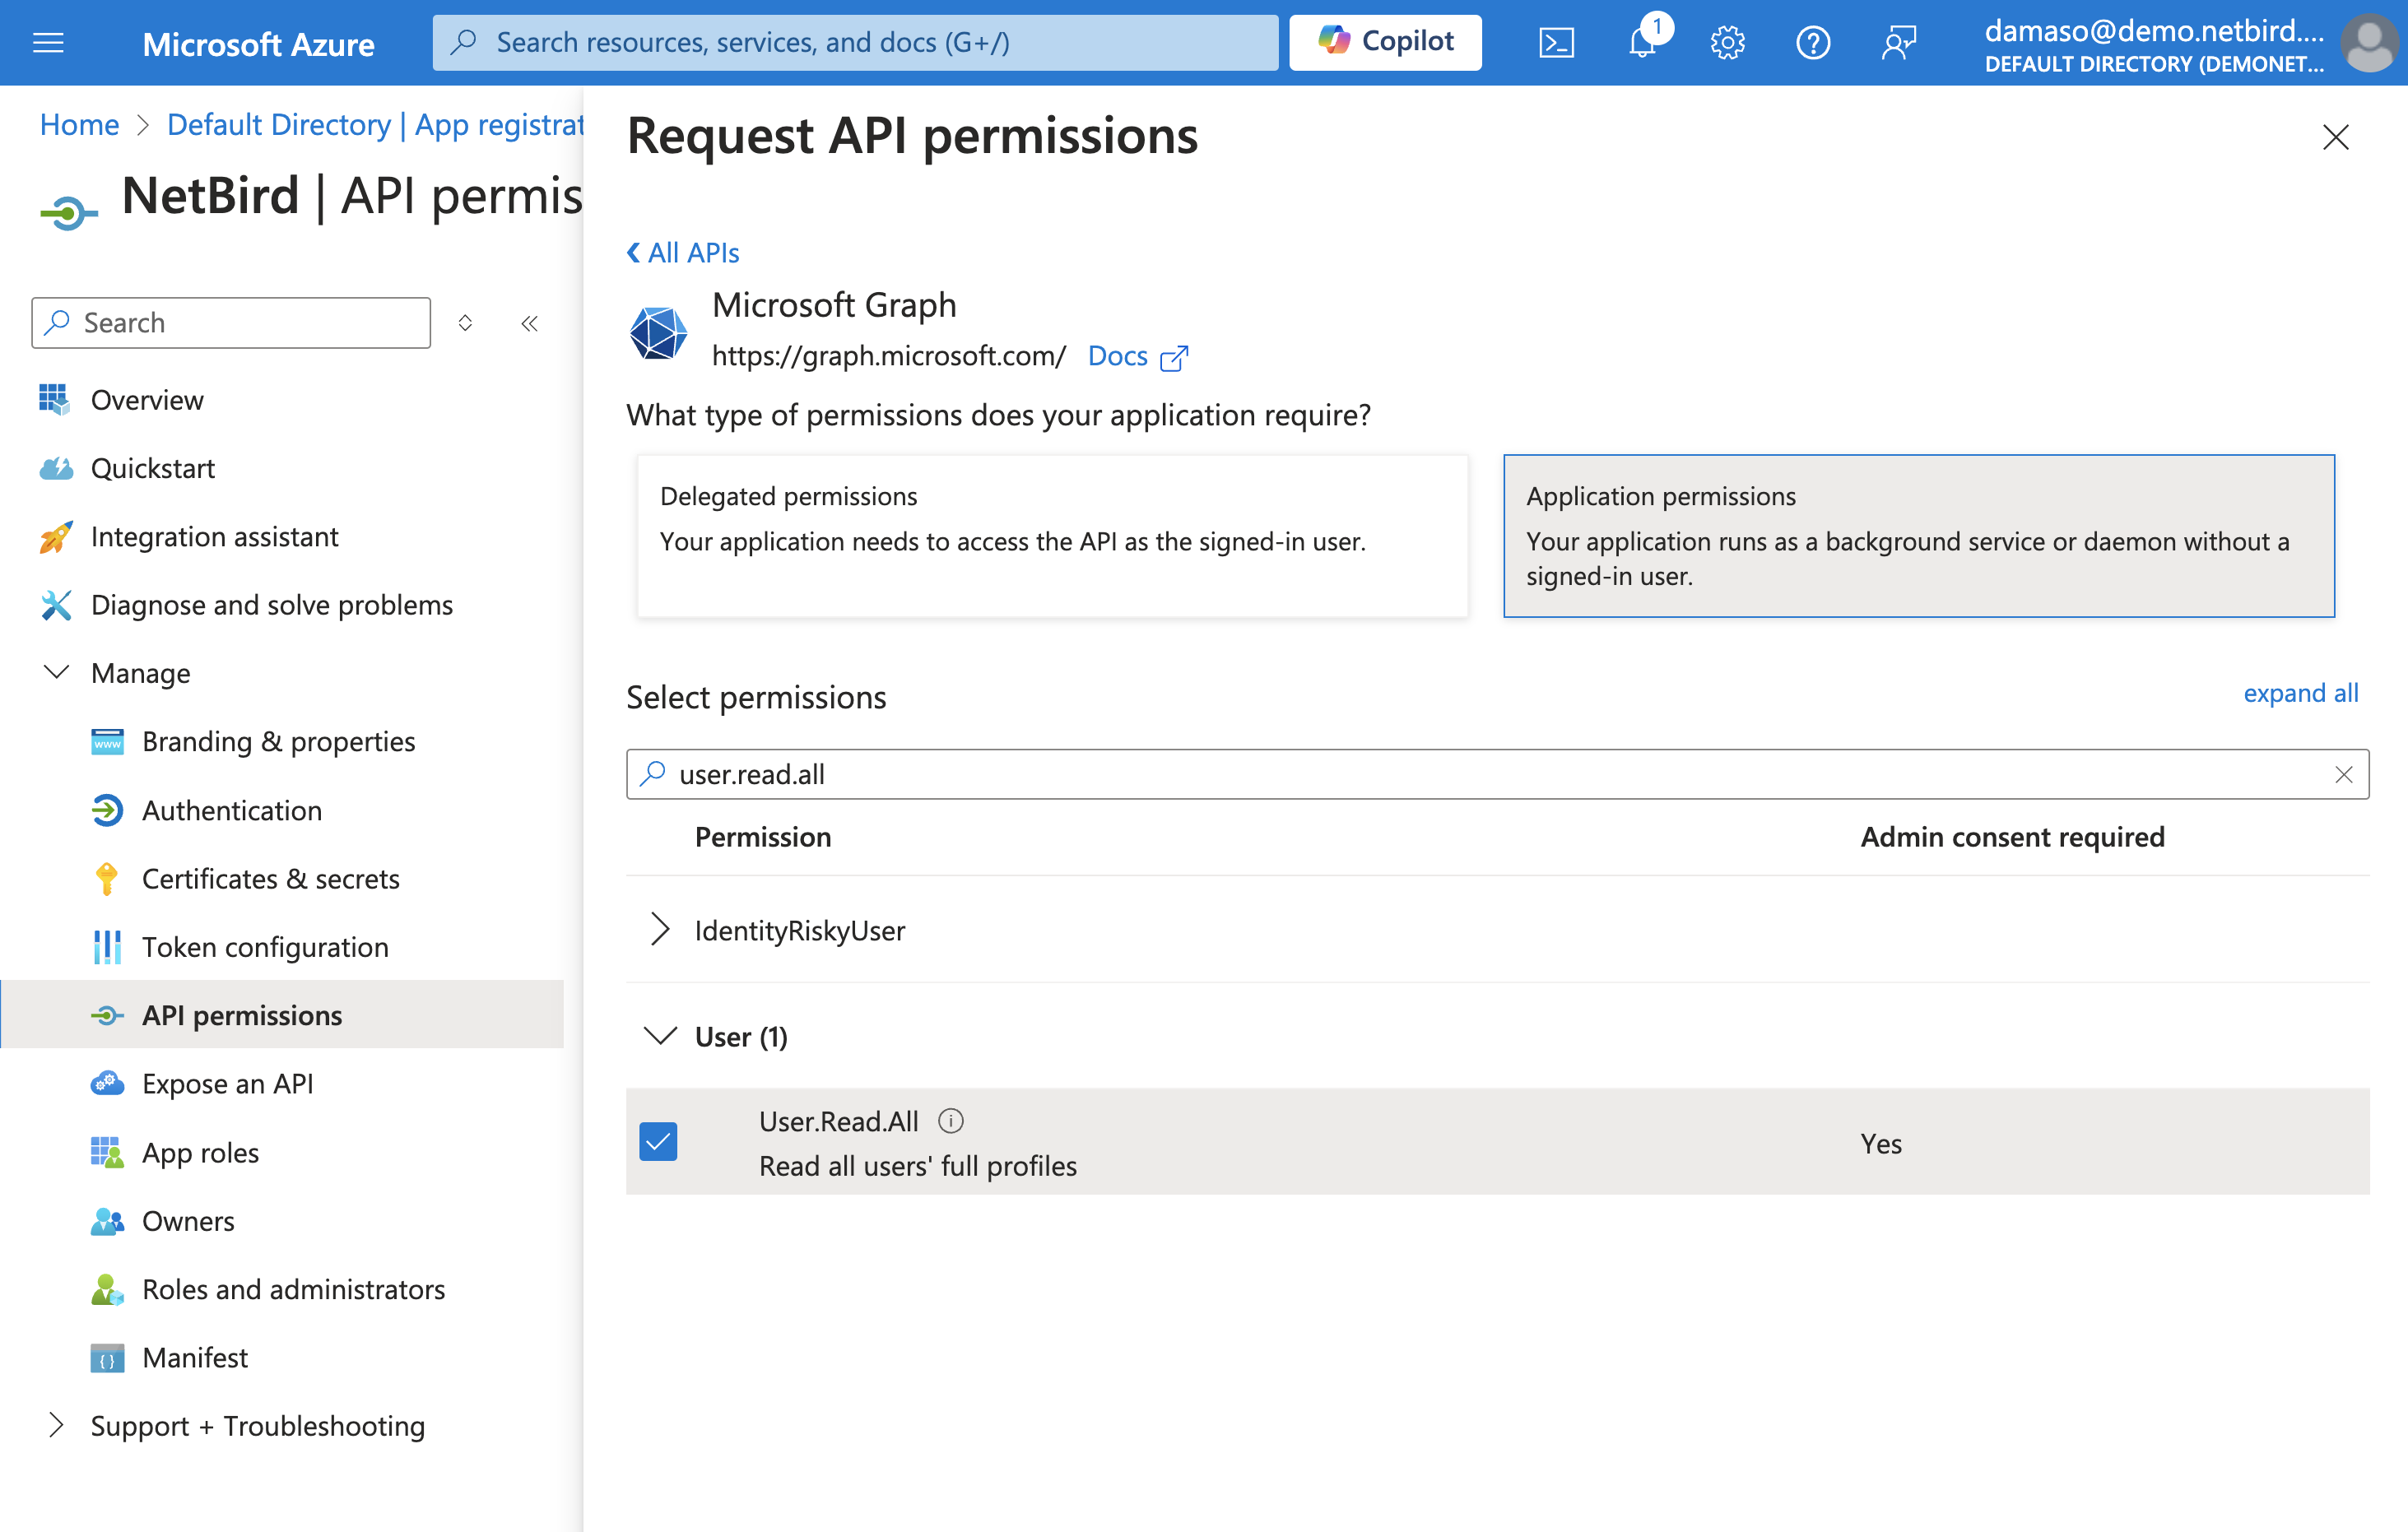 Microsoft Azure
Search resources, services, and docs (G+/)
Copilot
1
damaso@demo.netbird....
DEFAULT DIRECTORY (DEMONET...
Home > Default Directory | App registrat
NetBird | API permis
Search
Overview
Quickstart
Integration assistant
Diagnose and solve problems
Manage
Branding & properties
Authentication
Certificates & secrets
Token configuration
API permissions
Expose an API
App roles
Owners
Roles and administrators
Manifest
Support + Troubleshooting
Request API permissions
All APIs
Microsoft Graph
https://graph.microsoft.com/ Docs
What type of permissions does your application require?
Delegated permissions
Your application needs to access the API as the signed-in user.
Application permissions
Your application runs as a background service or daemon without a
signed-in user.
Select permissions
expand all
user.read.all
Permission
Admin consent required
IdentityRiskyUser
User (1)
User.Read.All
Read all users' full profiles
Yes